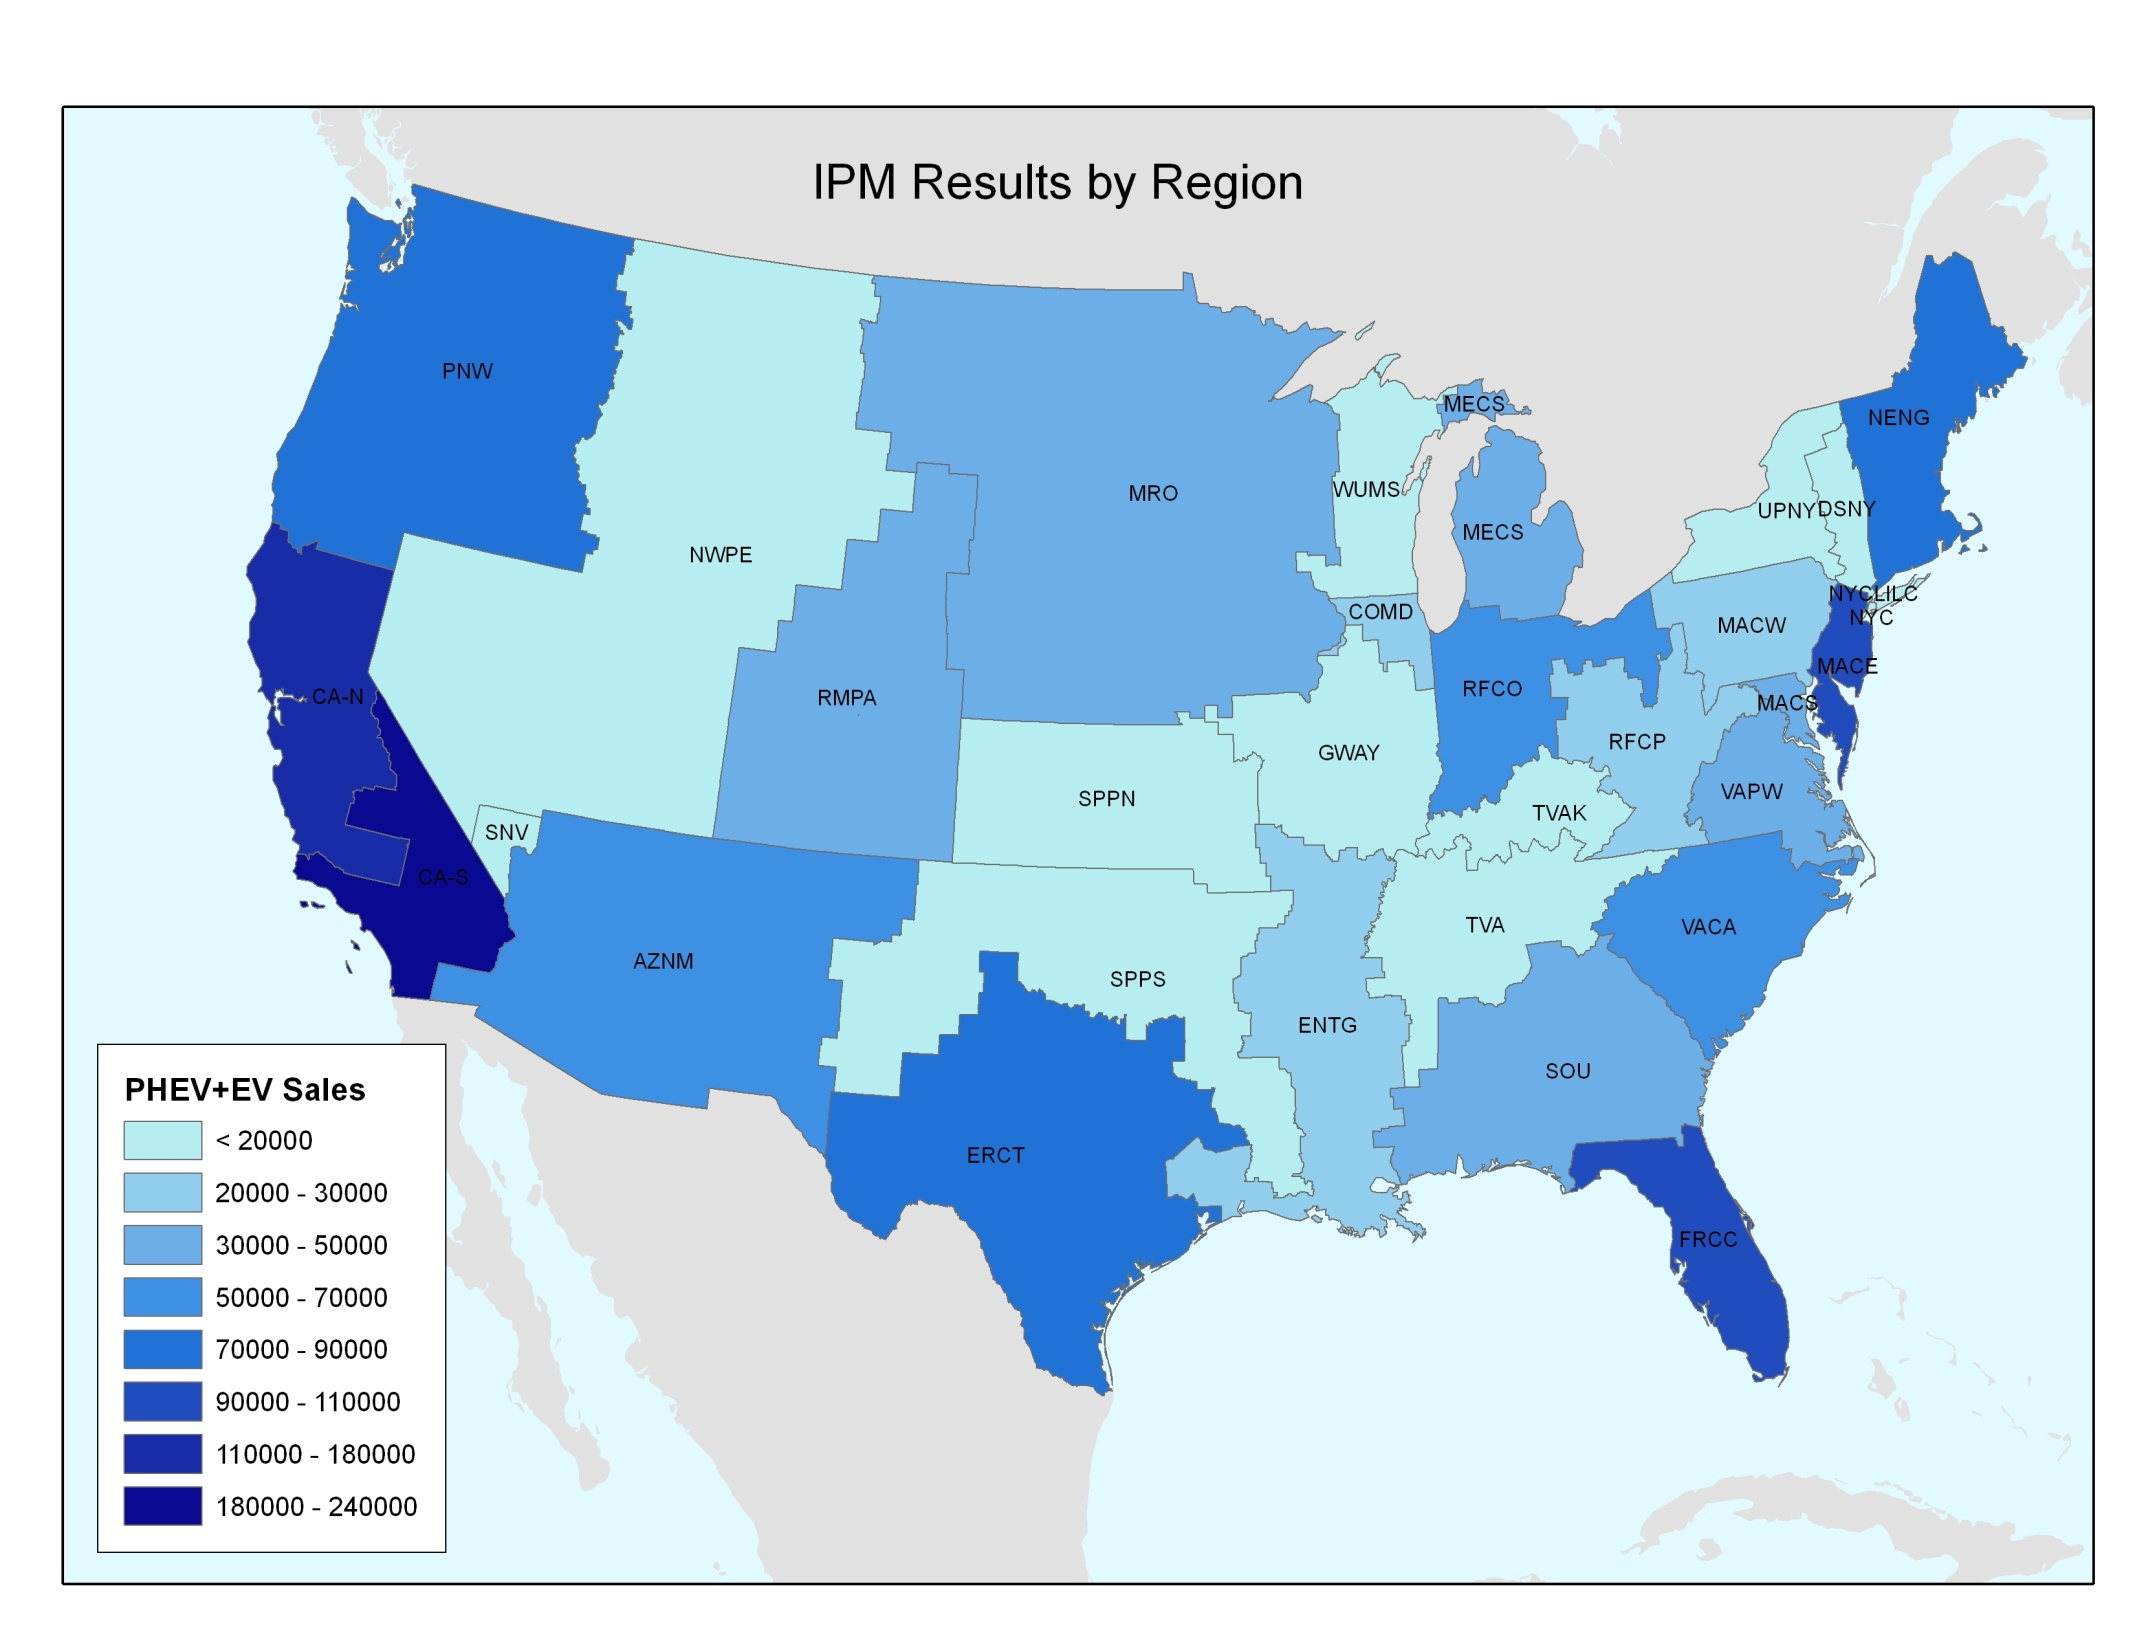 IPM Results by Region
PNW
NWPE
MRO
WUMS
MECS
MECS
NENG
UPNY
DSNY
NYCLILC
NYC
COMD
MACW
MACE
MACS
CA-N
RMPA
RFCO
RFCP
GWAY
SPPN
TVAK
VAPW
SNV
CA-S
AZNM
SPPS
TVA
VACA
ENTG
SOU
ERCT
FRCC
PHEV+EV Sales
< 20000
20000 - 30000
30000 - 50000
50000 - 70000
70000 - 90000
90000 - 110000
110000 - 180000
180000 - 240000